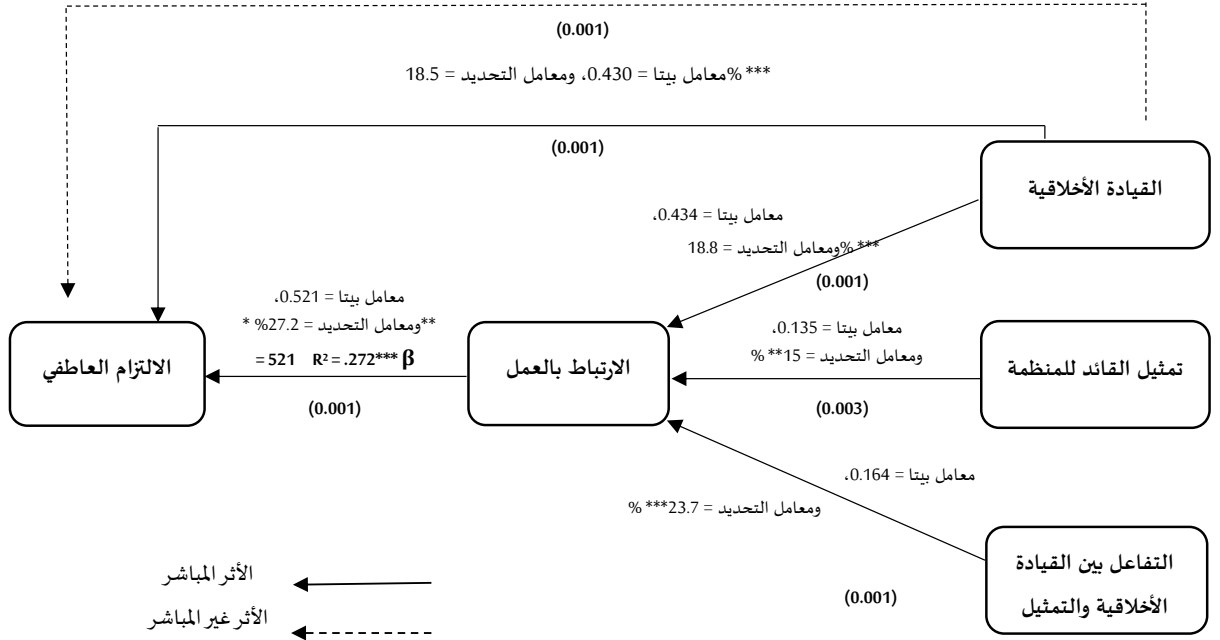 (0.001)
*** %معامل بيتا = 0.430، ومعامل التحديد = 18.5
(0.001)
القيادة الأخلاقية
معامل بيتا = 0.434،
*** %ومعامل التحديد = 18.8
(0.001)
معامل بيتا = 0.521،
**ومعامل التحديد = 27.2% *
= 521 R² = .272*** β
(0.001)
معامل بيتا = 0.135،
ومعامل التحديد = 15** %
(0.003)
الالتزام العاطفي
الارتباط بالعمل
تمثيل القائد للمنظمة
معامل بيتا = 0.164،
ومعامل التحديد = 23.7*** %
(0.001)
التفاعل بين القيادة
الأخلاقية والتمثيل
الأثر المباشر
الأثر غير المباشر